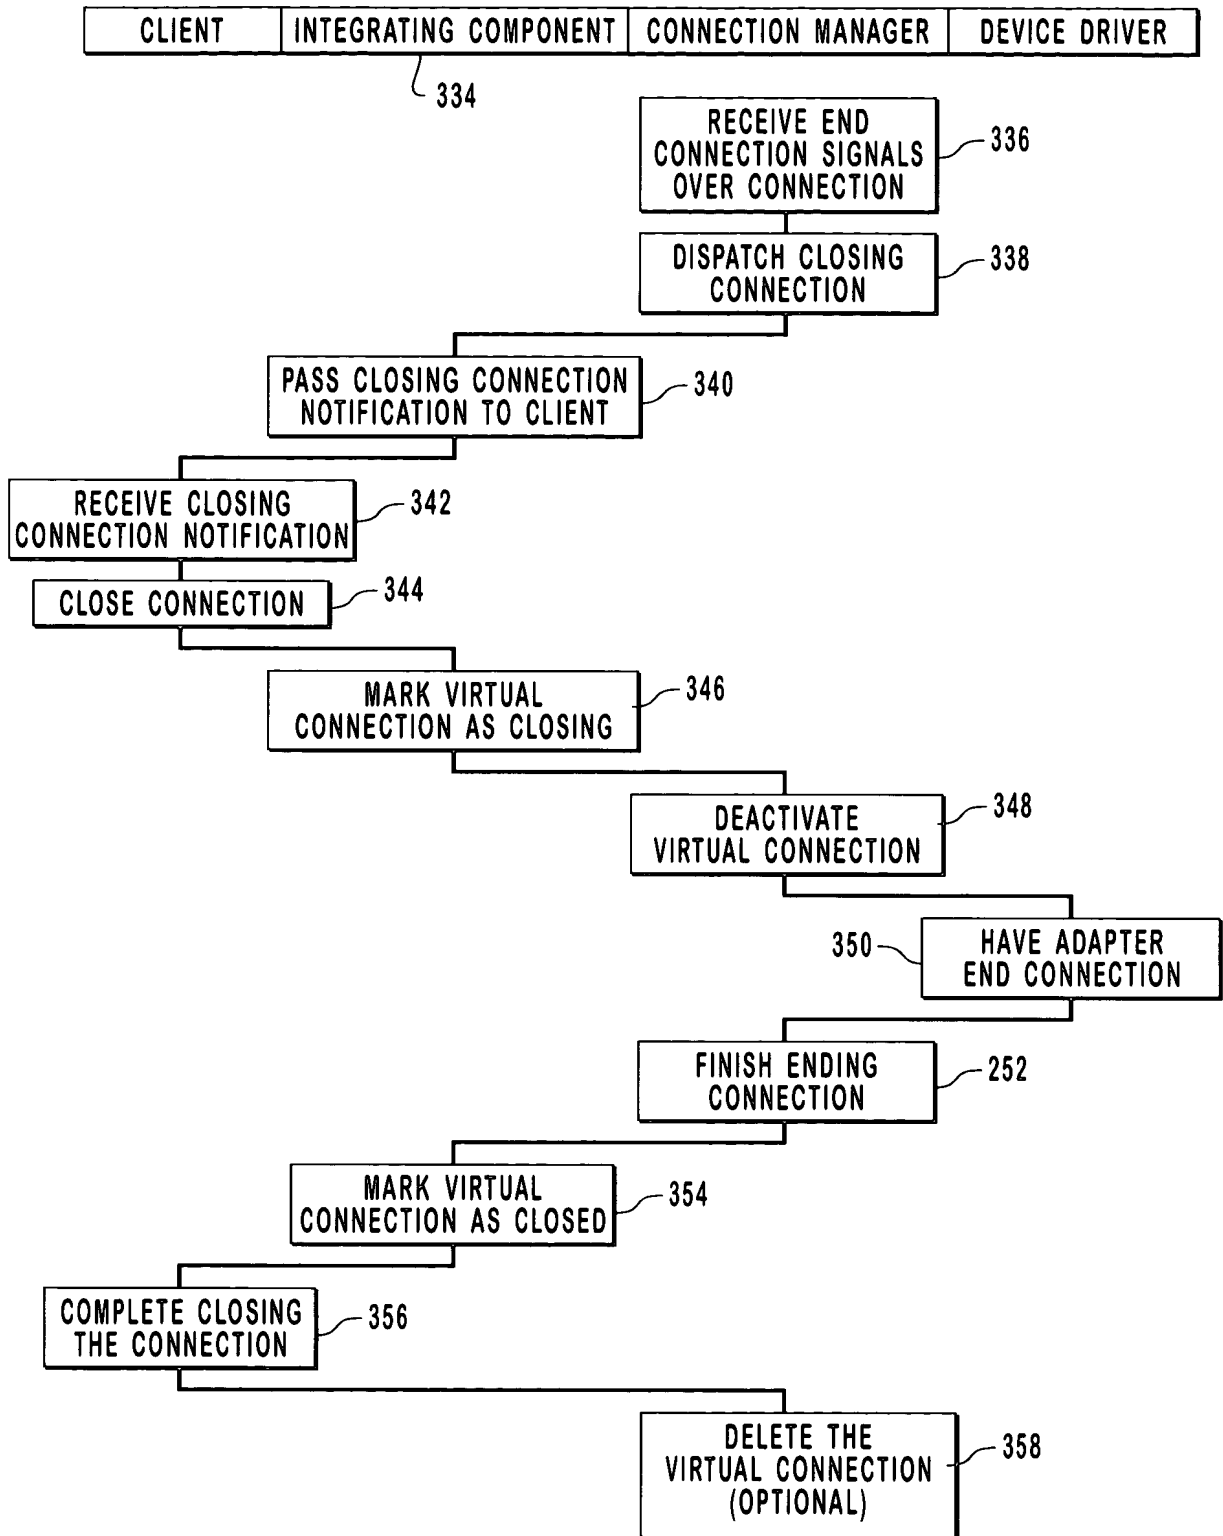 CLIENT INTEGRATING COMPONENT CONNECTION MANAGER DEVICE DRIVER
334
RECEIVE END
CONNECTION SIGNALS
OVER CONNECTION
336
DISPATCH CLOSING
CONNECTION
338
PASS CLOSING CONNECTION
NOTIFICATION TO CLIENT
340
RECEIVE CLOSING
CONNECTION NOTIFICATION
342
CLOSE CONNECTION
344
MARK VIRTUAL
CONNECTION AS CLOSING
346
DEACTIVATE
VIRTUAL CONNECTION
348
350
HAVE ADAPTER
END CONNECTION
FINISH ENDING
CONNECTION
252
MARK VIRTUAL
CONNECTION AS CLOSED
354
COMPLETE CLOSING
THE CONNECTION
356
DELETE THE
VIRTUAL CONNECTION
(OPTIONAL)
358